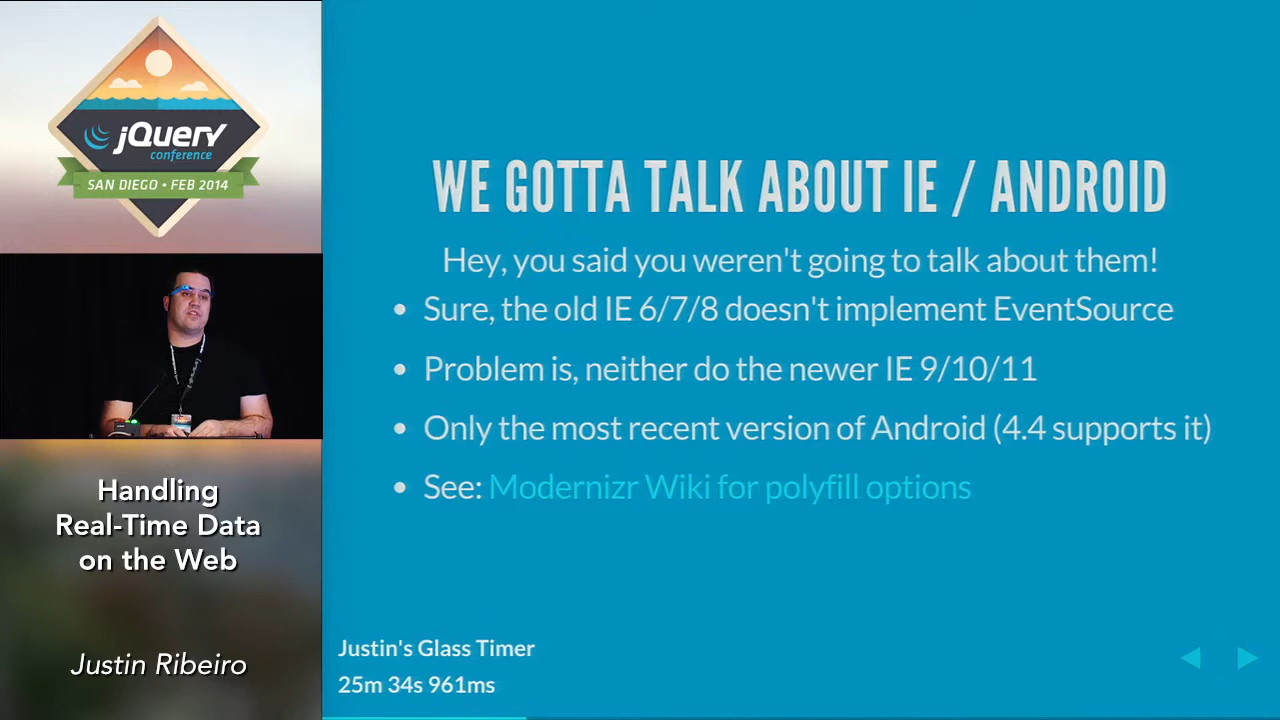 jQuery
conference
SAN DIEGO • FEB 2014
Handling
Real-Time Data
on the Web
Justin Ribeiro
WE GOTTA TALK ABOUT IE / ANDROID
Hey, you said you weren't going to talk about them!
• Sure, the old IE 6/7/8 doesn't implement EventSource
• Problem is, neither do the newer IE 9/10/11
• Only the most recent version of Android (4.4 supports it)
• See: Modernizr Wiki for polyfill options
Justin's Glass Timer
25m 34s 961ms